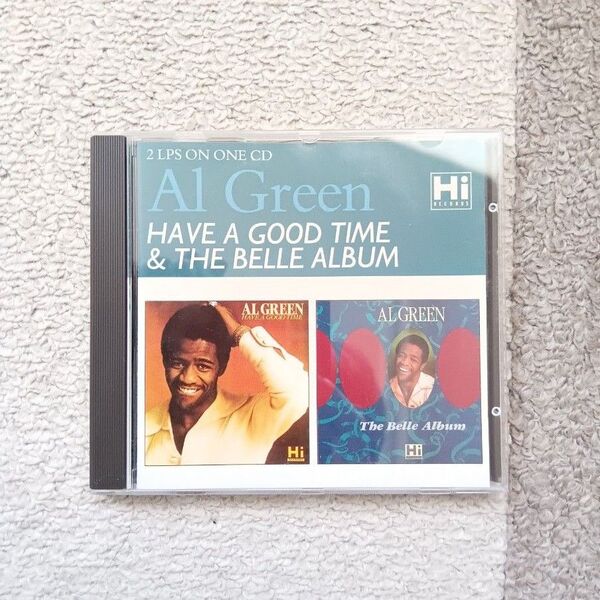 2 LPS ON ONE CD
Al Green
Hi
RECORDS
HAVE A GOOD TIME
& THE BELLE ALBUM
AL GREEN
HAVE A GOOD TIME
Hi
AL GREEN
The Belle Album
Hi